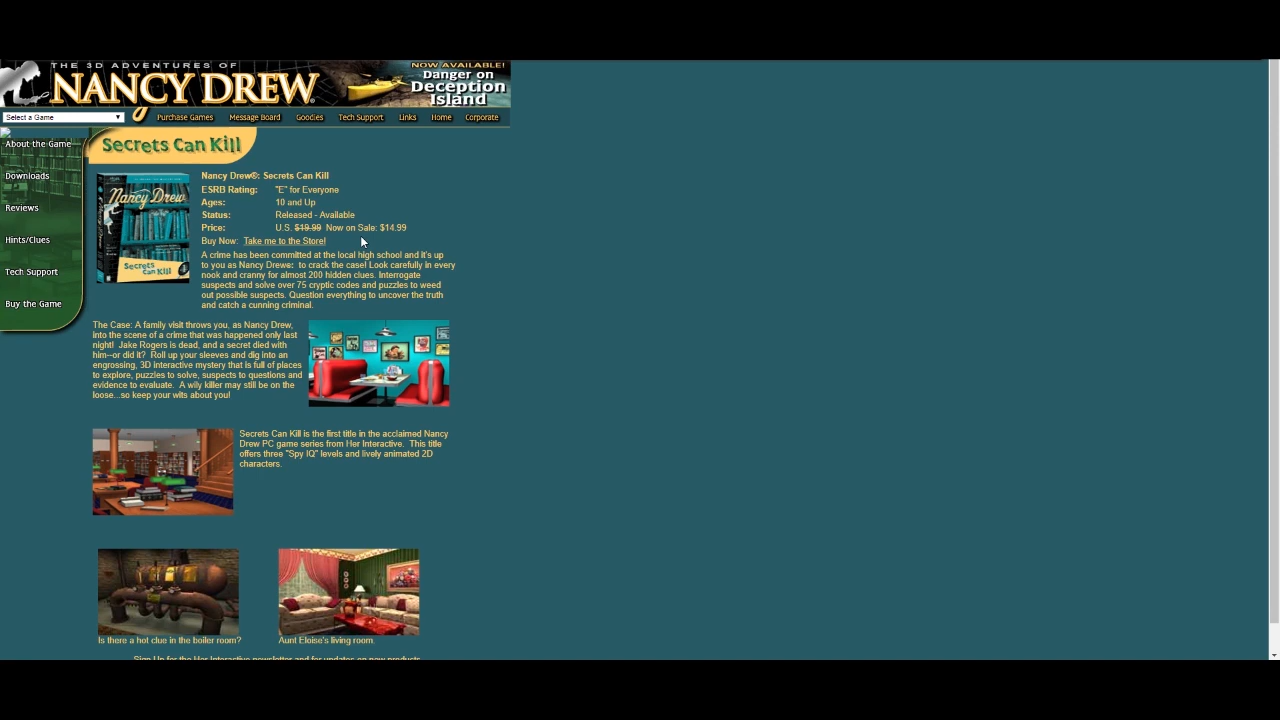 THE 3D ADVENTURES OF
NANCY DREW®
NOW AVAILABLE!
Danger on
Deception
Island
Select a Game
Purchase Games Message Board Goodies Tech Support Links Home Corporate
About the Game
Downloads
Reviews
Hints/Clues
Tech Support
Buy the Game
Secrets Can Kill
Nancy Drew
Secrets
Can Kill
Nancy Drew®: Secrets Can Kill
ESRB Rating: "E" for Everyone
Ages: 10 and Up
Status: Released - Available
Price: U.S. $19.99 Now on Sale: $14.99
Buy Now: Take me to the Store!
A crime has been committed at the local high school and it's up
to you as Nancy Drew®: to crack the case! Look carefully in every
nook and cranny for almost 200 hidden clues. Interrogate
suspects and solve over 75 cryptic codes and puzzles to weed
out possible suspects. Question everything to uncover the truth
and catch a cunning criminal.
The Case: A family visit throws you, as Nancy Drew,
into the scene of a crime that was happened only last
night! Jake Rogers is dead, and a secret died with
him--or did it? Roll up your sleeves and dig into an
engrossing, 3D interactive mystery that is full of places
to explore, puzzles to solve, suspects to questions and
evidence to evaluate. A wily killer may still be on the
loose...so keep your wits about you!
Secrets Can Kill is the first title in the acclaimed Nancy
Drew PC game series from Her Interactive. This title
offers three "Spy IQ" levels and lively animated 2D
characters.
Is there a hot clue in the boiler room?
Aunt Eloise's living room.
Sign Up for the Her Interactive newsletter and for updates on new products